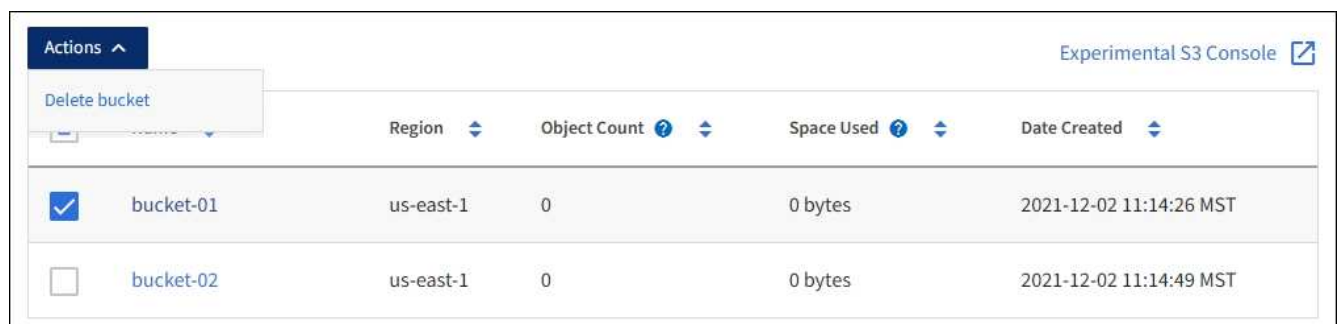 Actions
Experimental S3 Console
Delete bucket
Region Object Count ? Space Used ? Date Created
bucket-01 us-east-1 0 0 bytes 2021-12-02 11:14:26 MST
bucket-02 us-east-1 0 0 bytes 2021-12-02 11:14:49 MST